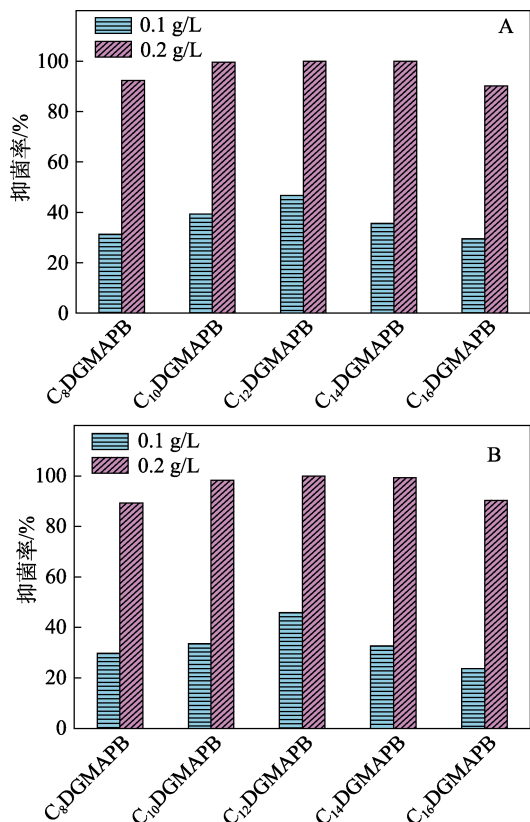 A
0.1 g/L
0.2 g/L
抑菌率/%
100
80
60
40
20
0
C₈DGMAPB
C₁₀DGMAPB
C₁₂DGMAPB
C₁₄DGMAPB
C₁₆DGMAPB
B
0.1 g/L
0.2 g/L
抑菌率/%
100
80
60
40
20
0
C₈DGMAPB
C₁₀DGMAPB
C₁₂DGMAPB
C₁₄DGMAPB
C₁₆DGMAPB